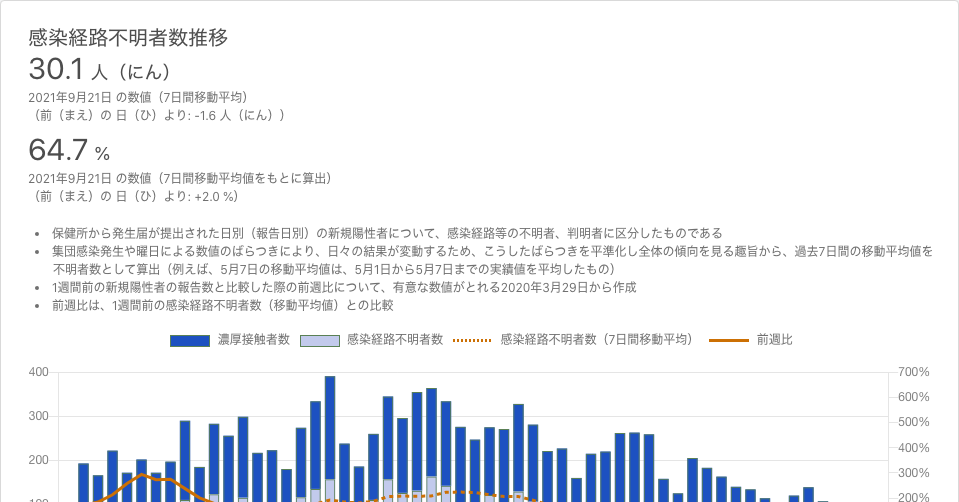 感染経路不明者数推移
30.1 人（にん）
2021年9月21日 の数値（7日間移動平均）
（前（まえ）の 日（ひ）より: -1.6 人（にん））
64.7 %
2021年9月21日 の数値（7日間移動平均値をもとに算出）
（前（まえ）の 日（ひ）より: +2.0 %）
• 保健所から発生届が提出された日別（報告日別）の新規陽性者について、感染経路等の不明者、判明者に区分したものである
• 集団感染発生や曜日による数値のばらつきにより、日々の結果が変動するため、こうしたばらつきを平準化し全体の傾向を見る趣旨から、過去7日間の移動平均値を
不明者数として算出（例えば、5月7日の移動平均値は、5月1日から5月7日までの実績値を平均したもの）
• 1週間前の新規陽性者の報告数と比較した際の前週比について、有意な数値がとれる2020年3月29日から作成
• 前週比は、1週間前の感染経路不明者数（移動平均値）との比較
濃厚接触者数 感染経路不明者数 感染経路不明者数（7日間移動平均） 前週比
400 700%
600%
300 500%
400%
200 300%
100 200%